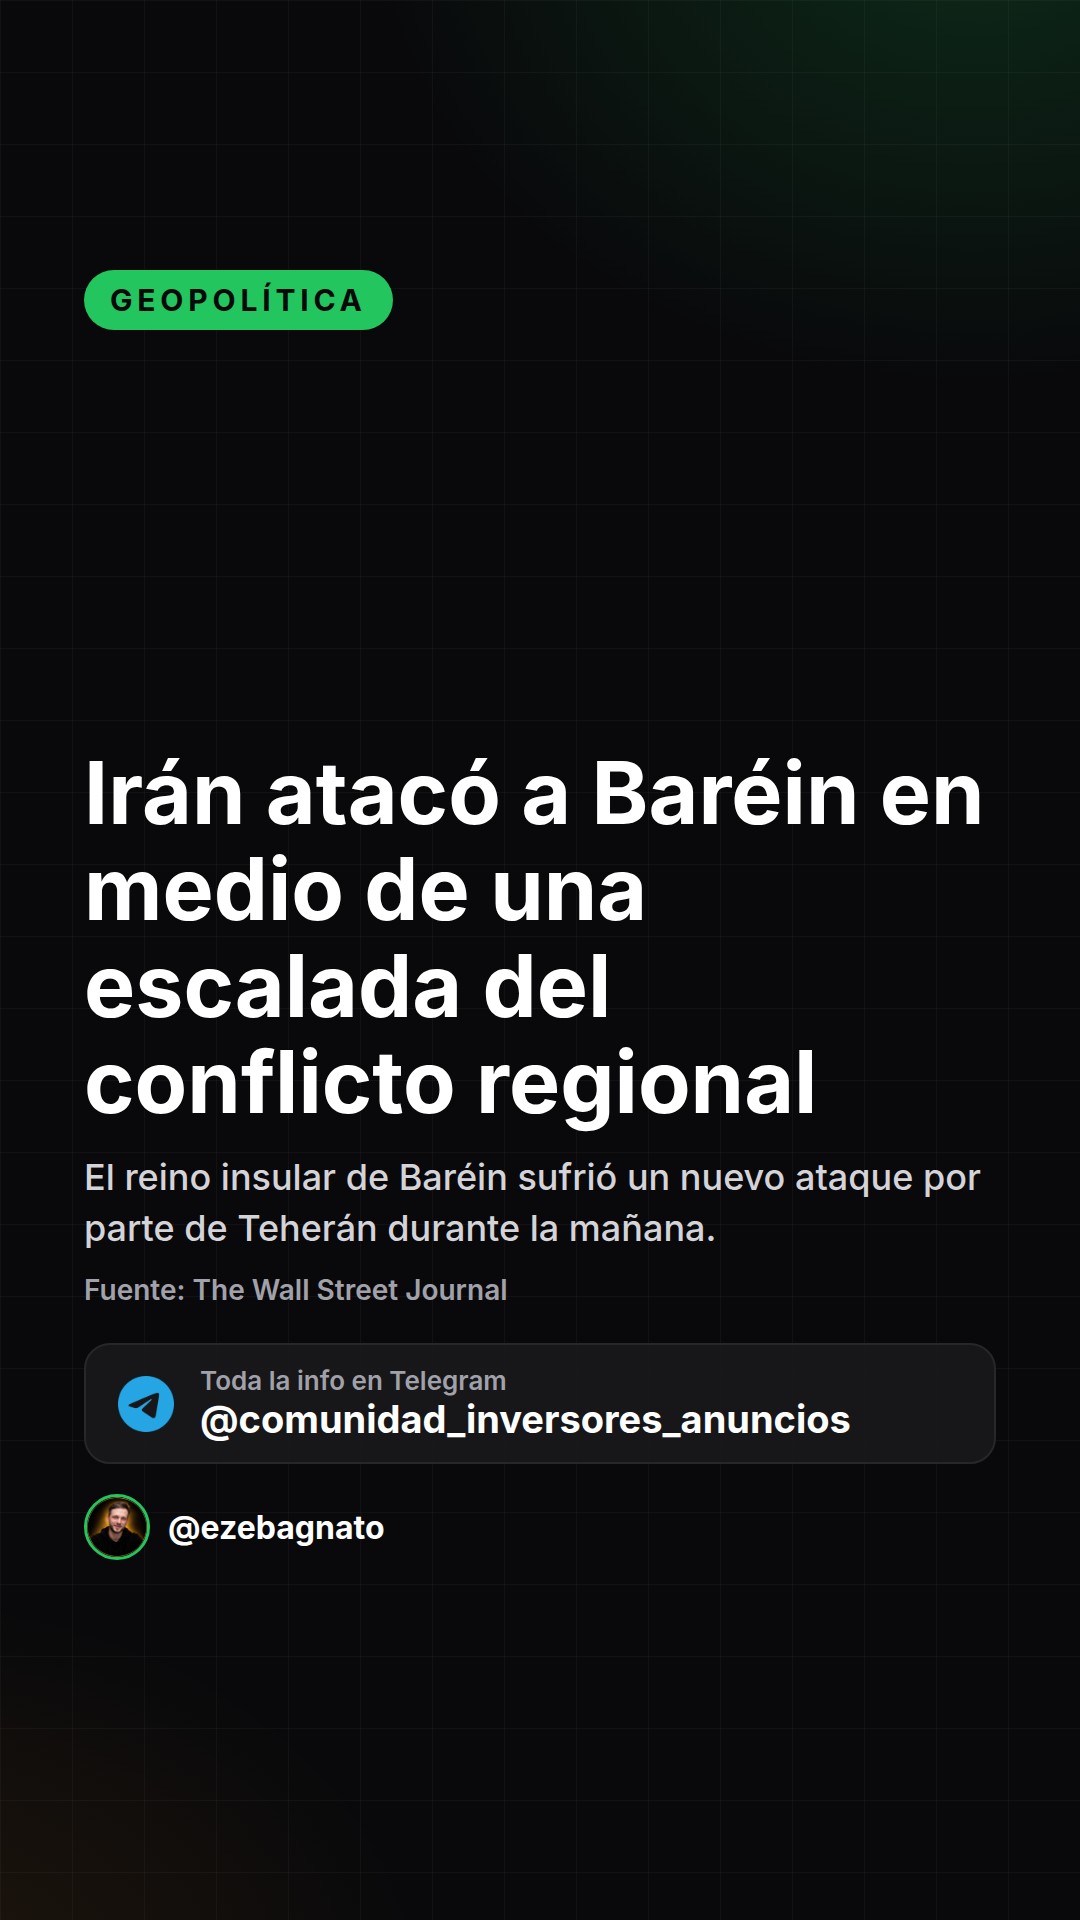 GEOPOLÍTICA
Irán atacó a Baréin en
medio de una
escalada del
conflicto regional
El reino insular de Baréin sufrió un nuevo ataque por
parte de Teherán durante la mañana.
Fuente: The Wall Street Journal
Toda la info en Telegram
@comunidad_inversores_anuncios
@ezebagnato